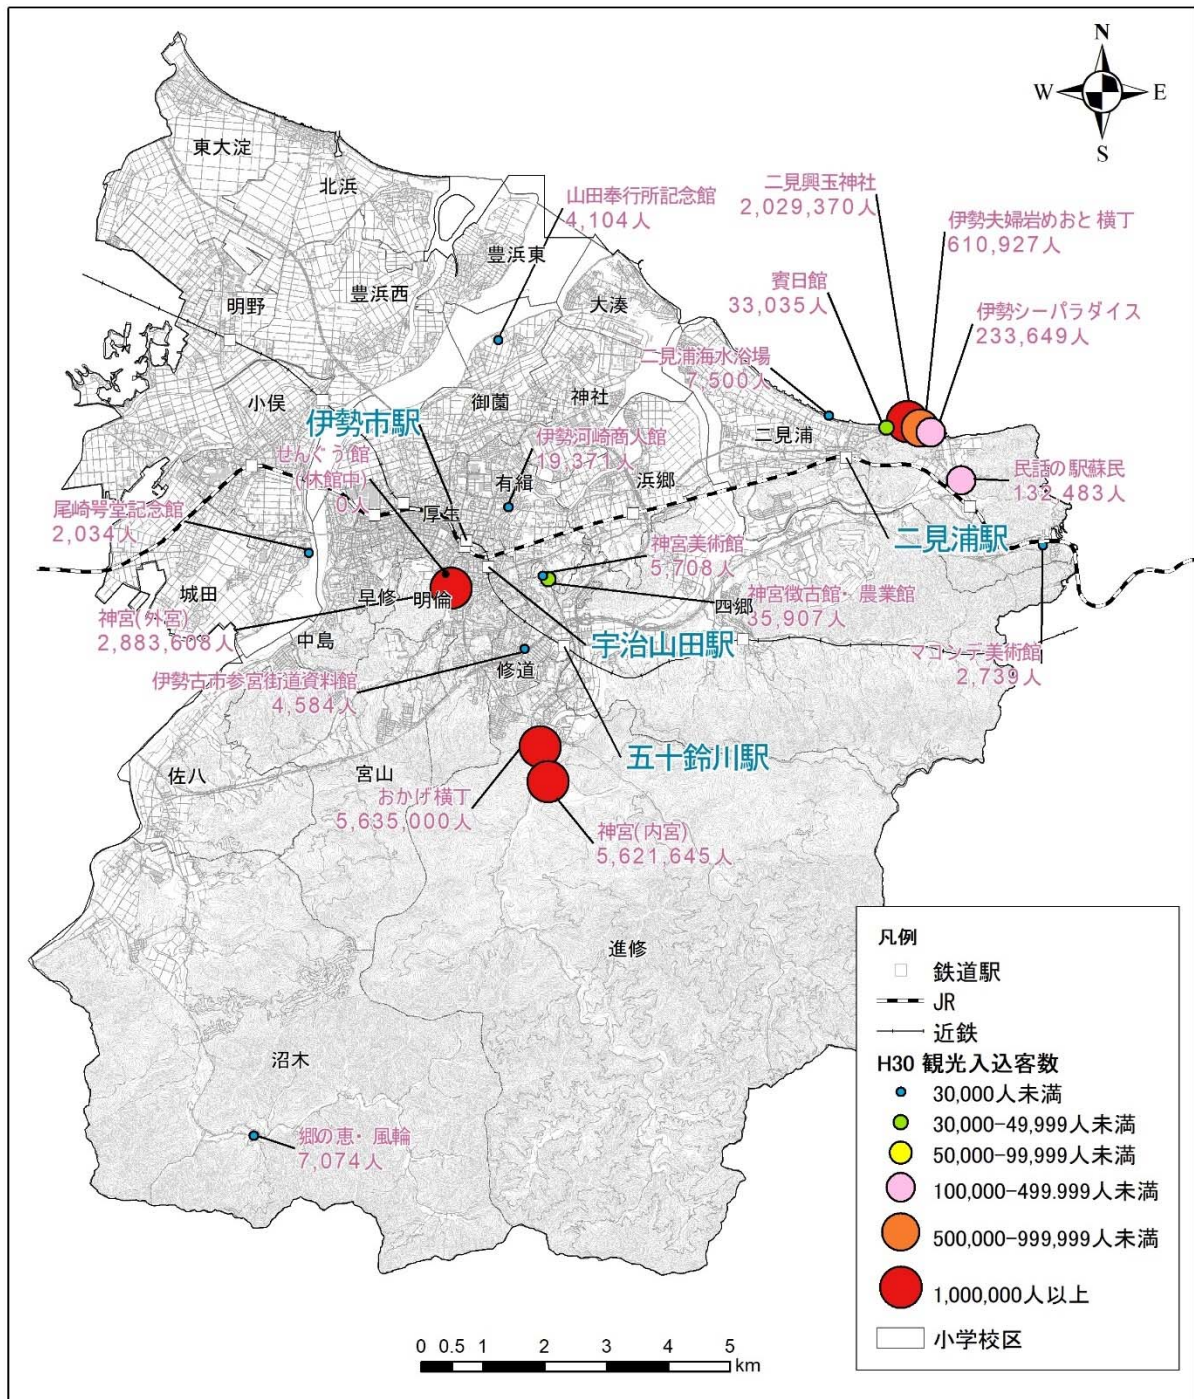 N
W
E
S
東大淀
北浜
山田奉行所記念館
4,104人
二見興玉神社
2,029,370人
伊勢夫婦岩めおと横丁
610,927人
豊浜東
豊浜西
明野
大湊
賓日館
33,035人
伊勢シーパラダイス
233,649人
二見浦海水浴場
7,500人
小俣
御薗
神社
伊勢市駅
せんぐう館
(休館中)
0人
伊勢河崎商人館
19,371人
有緝
二見浦
浜郷
民話の駅蘇民
132,483人
尾崎咢堂記念館
2,034人
厚生
二見浦駅
神宮美術館
5,708人
城田
早修
明倫
四郷
神宮徴古館・農業館
35,907人
神宮(外宮)
2,883,608人
中島
宇治山田駅
マコンデ美術館
2,739人
伊勢古市参宮街道資料館
4,584人
修道
五十鈴川駅
佐八
宮山
おかげ横丁
5,635,000人
神宮(内宮)
5,621,645人
進修
沼木
郷の恵・風輪
7,074人
凡例
鉄道駅
JR
近鉄
H30 観光入込客数
30,000人未満
30,000-49,999人未満
50,000-99,999人未満
100,000-499.999人未満
500,000-999,999人未満
1,000,000人以上
小学校区
0 0.5 1 2 3 4 5
km